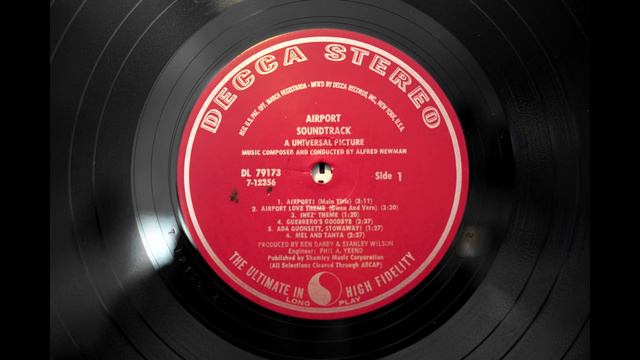 DECCA STEREO
REG. U.S. PAT. OFF. MARCA REGISTRADA · MF'D BY DECCA RECORDS, INC., NEW YORK, U.S.A.
AIRPORT
SOUNDTRACK
A UNIVERSAL PICTURE
MUSIC COMPOSED AND CONDUCTED BY ALFRED NEWMAN
DL 79173
7-12356
Side 1
1. AIRPORT! (Main Title) (3:11)
2. AIRPORT LOVE THEME (Gwen And Vern) (3:20)
3. INEZ' THEME (1:20)
4. GUERRERO'S GOODBYE (2:37)
5. ADA QUONSETT, STOWAWAY! (1:27)
6. MEL AND TANYA (2:27)
PRODUCED BY KEN DARBY & STANLEY WILSON
Engineer: PHIL A. YEEND
Published by Shamley Music Corporation
(All Selections Cleared Through ASCAP)
THE ULTIMATE IN HIGH FIDELITY
LONG PLAY